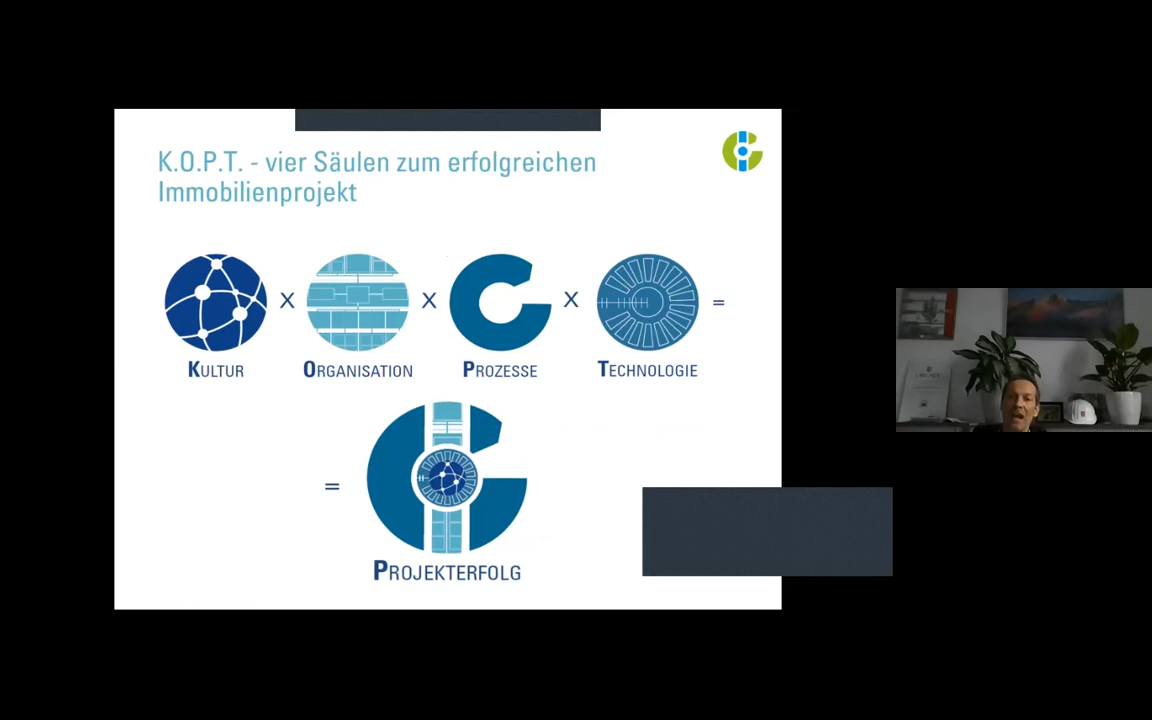 K.O.P.T. - vier Säulen zum erfolgreichen
Immobilienprojekt
X X X =
KULTUR ORGANISATION PROZESSE TECHNOLOGIE
=
PROJEKTERFOLG